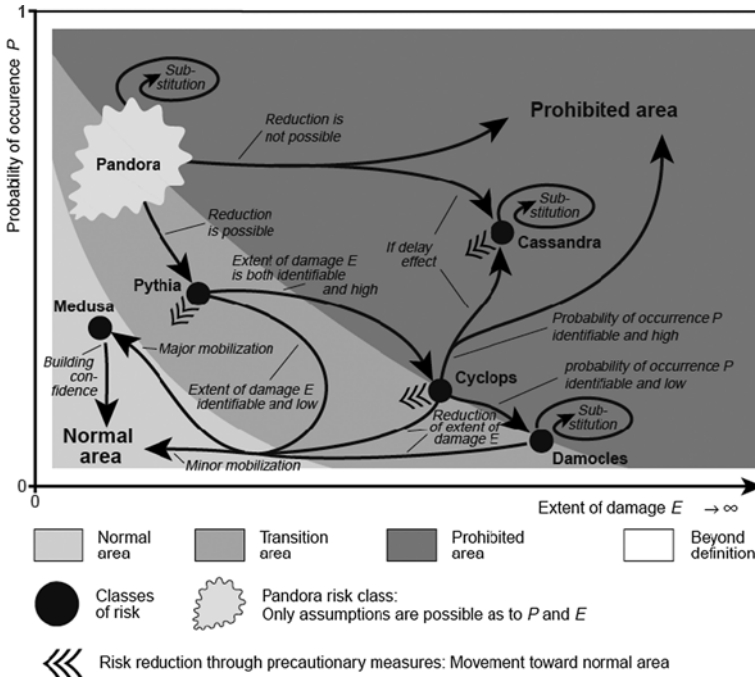 1
Probability of occurence P
Sub-
stitution
Reduction is
not possible
Prohibited area
Pandora
Reduction
is possible
Sub-
stitution
Cassandra
If delay
effect
Pythia
Extent of damage E
is both identifiable
and high
Medusa
Major mobilization
Building
con-
fidence
Extent of damage E
identifiable and low
Probability of occurrence P
identifiable and high
Cyclops
probability of occurrence P
identifiable and low
Reduction
of extent of
damage E
Sub-
stitution
Damocles
Normal
area
Minor mobilization
0
0
Extent of damage E → ∞
Normal
area
Transition
area
Prohibited
area
Beyond
definition
Classes
of risk
Pandora risk class:
Only assumptions are possible as to P and E
Risk reduction through precautionary measures: Movement toward normal area